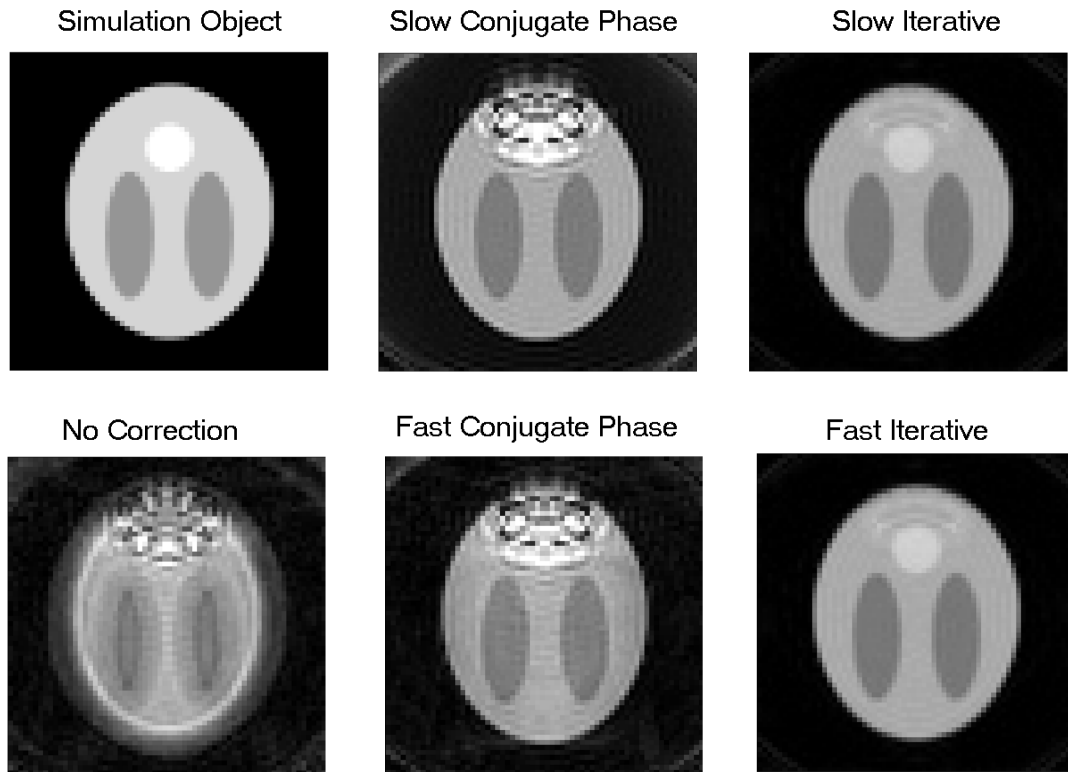 Simulation Object
Slow Conjugate Phase
Slow Iterative
No Correction
Fast Conjugate Phase
Fast Iterative